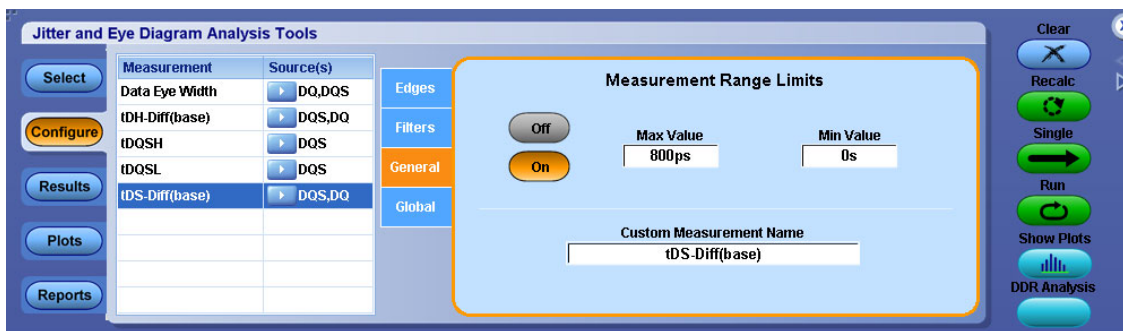 Jitter and Eye Diagram Analysis Tools
Select
Configure
Results
Plots
Reports
Measurement Source(s)
Data Eye Width DQ,DQS
tDH-Diff(base) DQS,DQ
tDQSH DQS
tDQSL DQS
tDS-Diff(base) DQS,DQ
Edges
Filters
General
Global
Measurement Range Limits
Off
On
Max Value
800ps
Min Value
0s
Custom Measurement Name
tDS-Diff(base)
Clear
Recalc
Single
Run
Show Plots
DDR Analysis